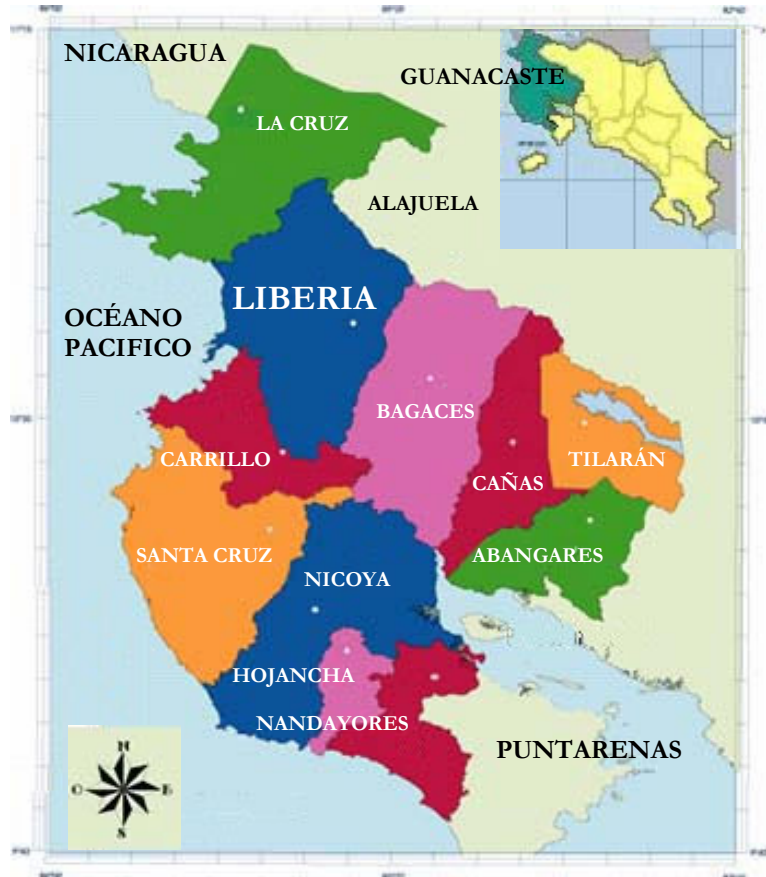 NICARAGUA
GUANACASTE
LA CRUZ
ALAJUELA
LIBERIA
OCÉANO
PACIFICO
BAGACES
CARRILLO
TILARÁN
CAÑAS
SANTA CRUZ
ABANGARES
NICOYA
HOJANCHA
NANDAYORES
PUNTARENAS
N
O
E
S